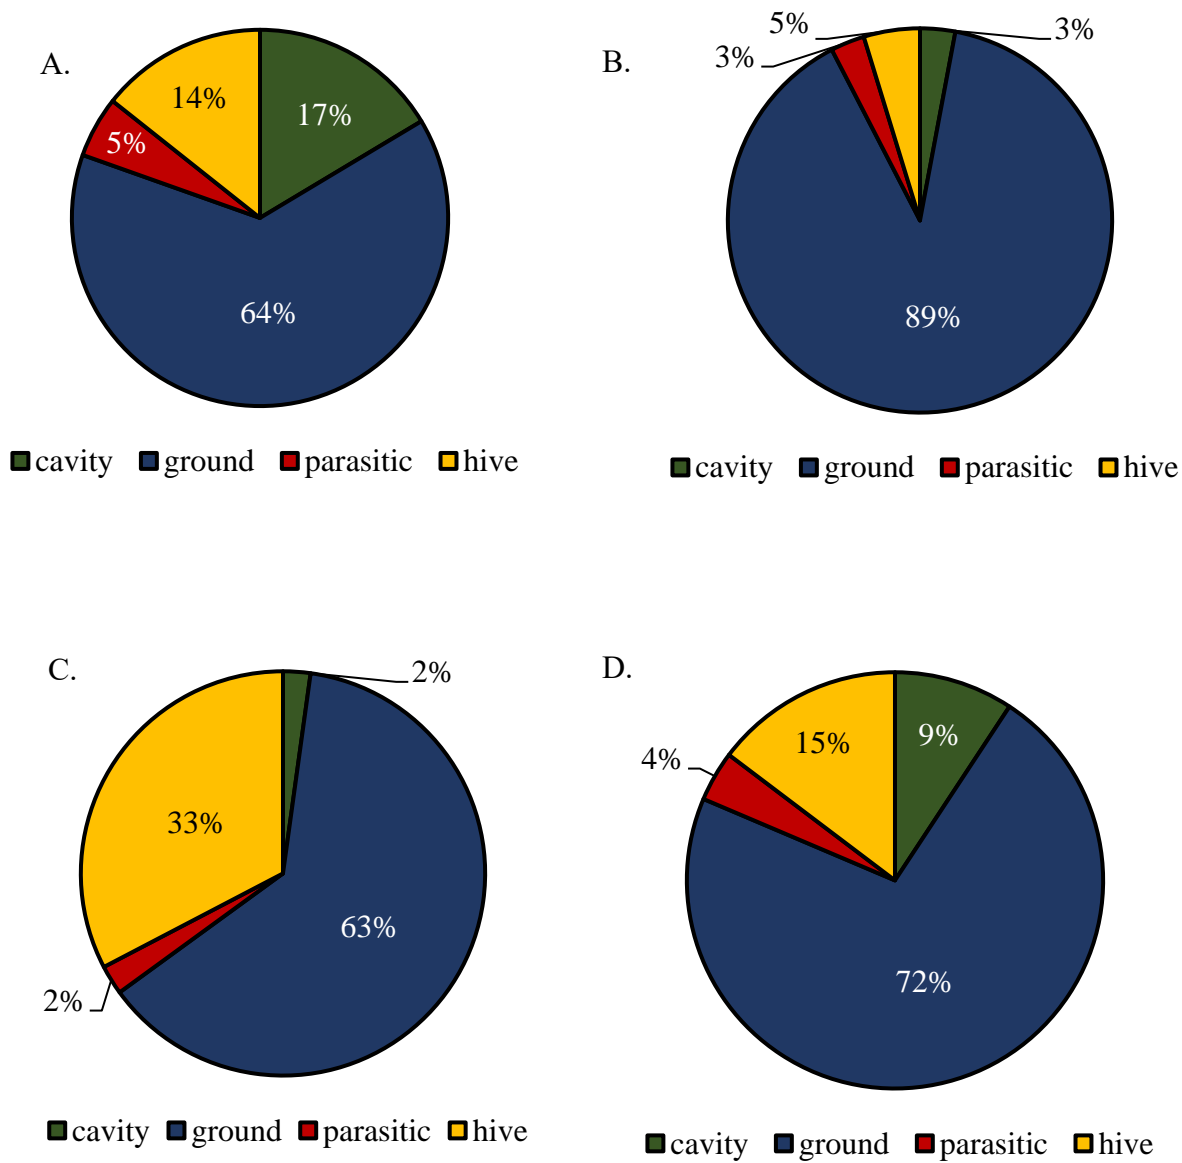 A.
14%
17%
5%
64%
cavity ground parasitic hive
B.
5%
3%
3%
89%
cavity ground parasitic hive
C.
2%
33%
63%
2%
cavity ground parasitic hive
D.
15%
9%
4%
72%
cavity ground parasitic hive